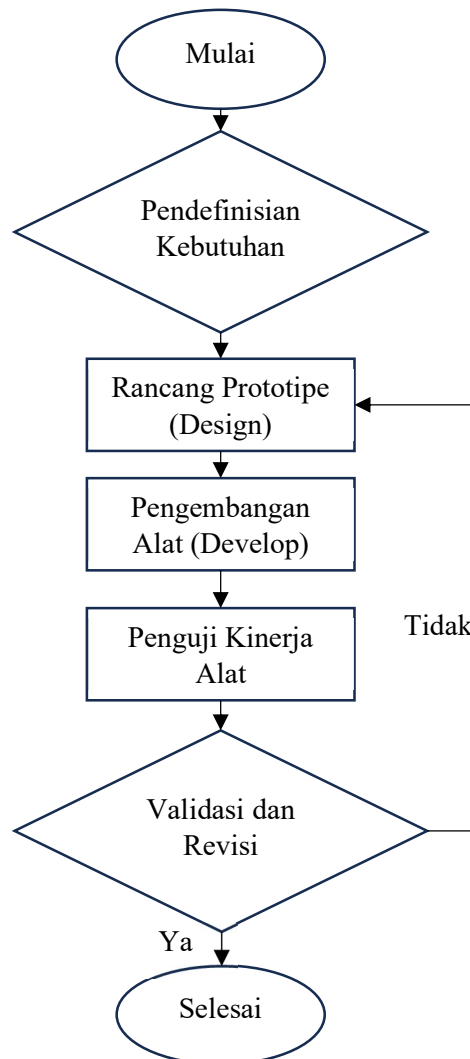 Mulai
Pendefinisian
Kebutuhan
Rancang Prototipe
(Design)
Pengembangan
Alat (Develop)
Penguji Kinerja
Alat
Tidak
Validasi dan
Revisi
Ya
Selesai